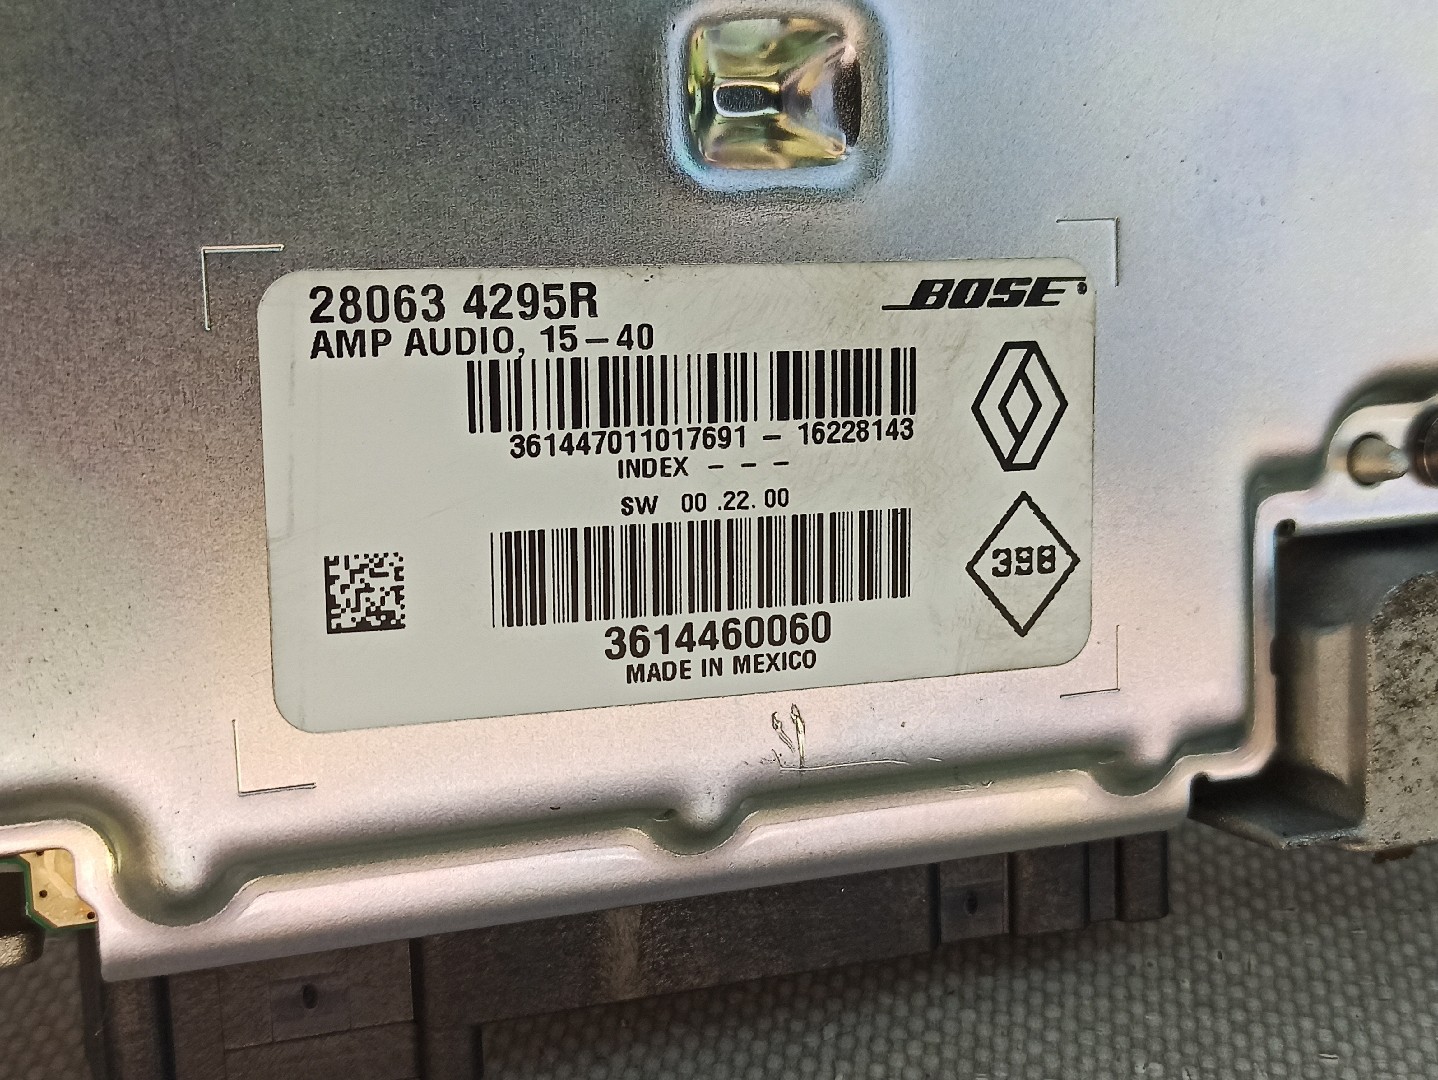 28063 4295R
BOSE®
AMP AUDIO, 15-40
361447011017691 - 16228143
INDEX - - -
SW 00 .22. 00
398
3614460060
MADE IN MEXICO